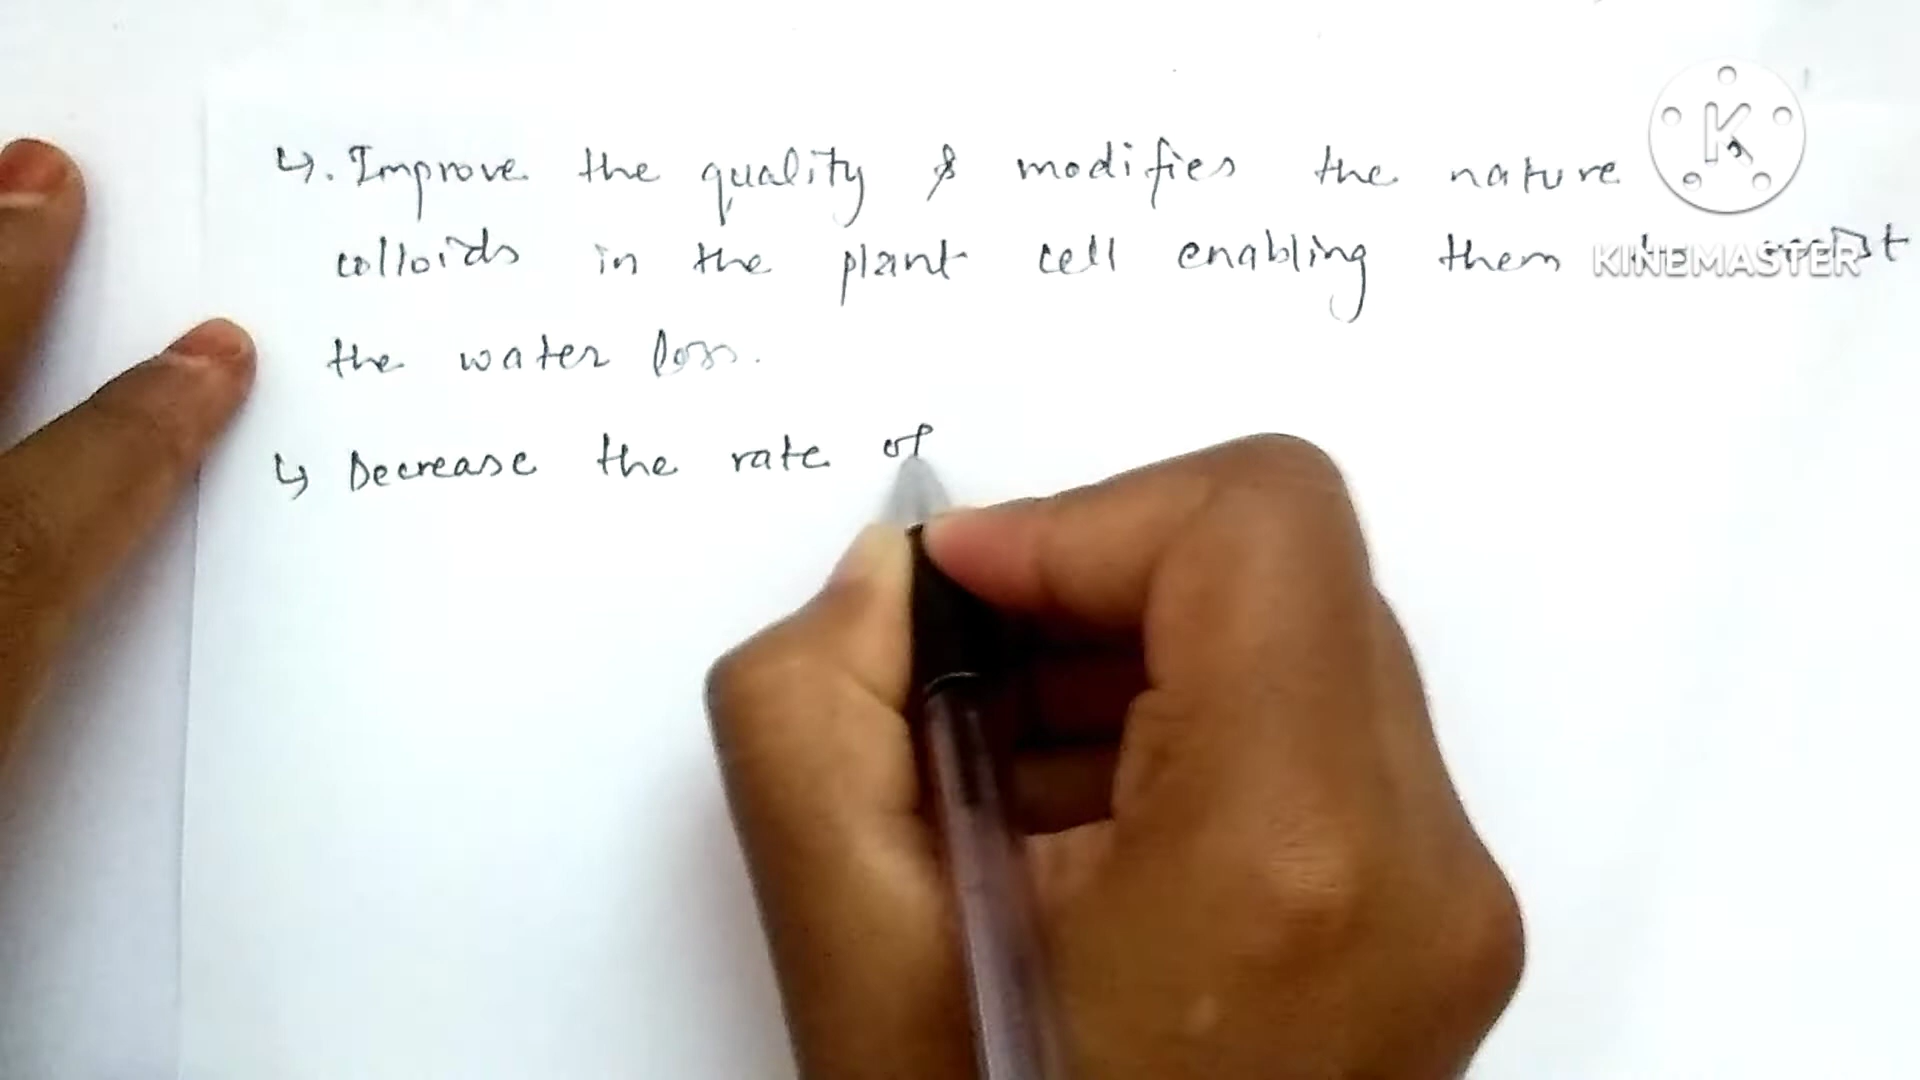 ↳. Improve the quality & modifies the nature
colloids in the plant cell enabling them
the water loss.
↳ Decrease the rate of
K
KINEMASTER